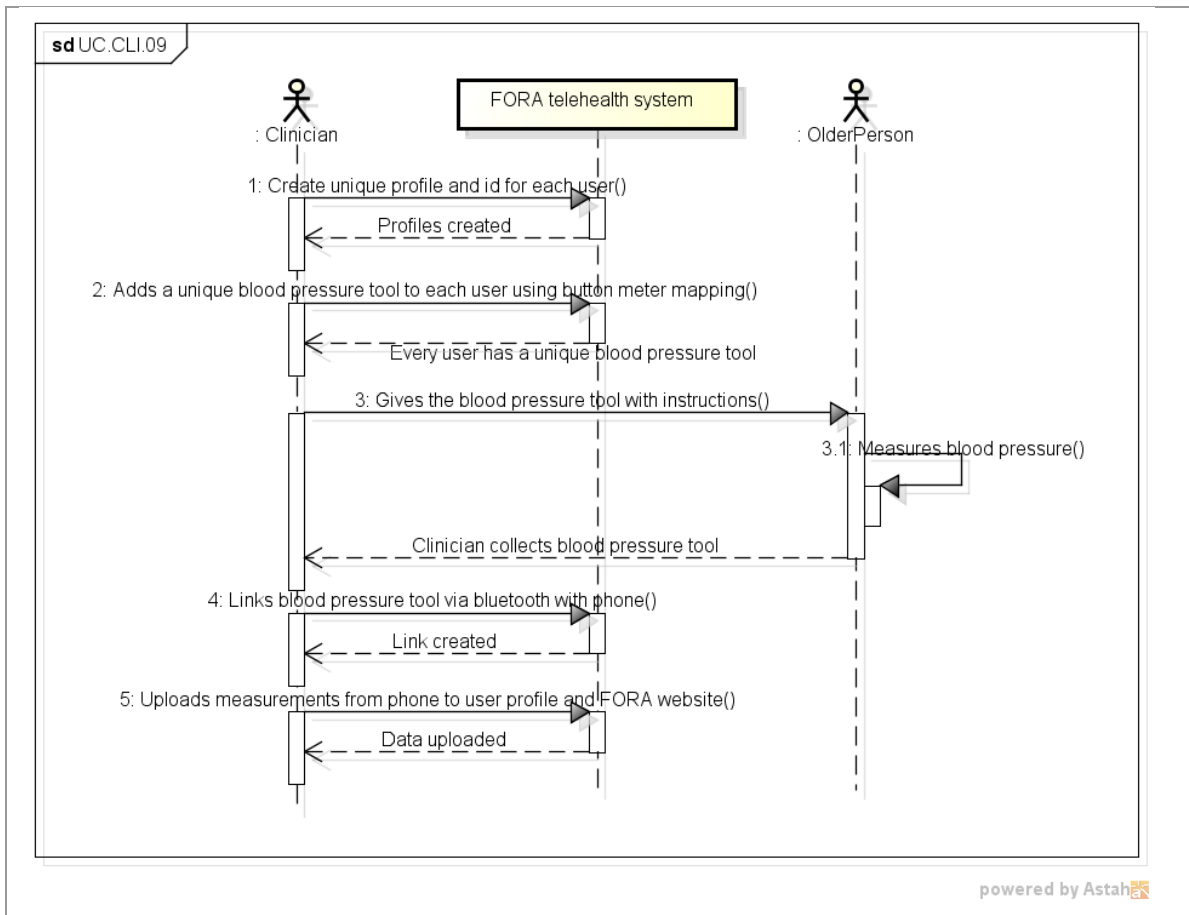 sd UC.CLI.09
FORA telehealth system
: Clinician
: OlderPerson
1: Create unique profile and id for each user()
Profiles created
2: Adds a unique blood pressure tool to each user using button meter mapping()
Every user has a unique blood pressure tool
3: Gives the blood pressure tool with instructions()
3.1: Measures blood pressure()
Clinician collects blood pressure tool
4: Links blood pressure tool via bluetooth with phone()
Link created
5: Uploads measurements from phone to user profile and FORA website()
Data uploaded
powered by Astah